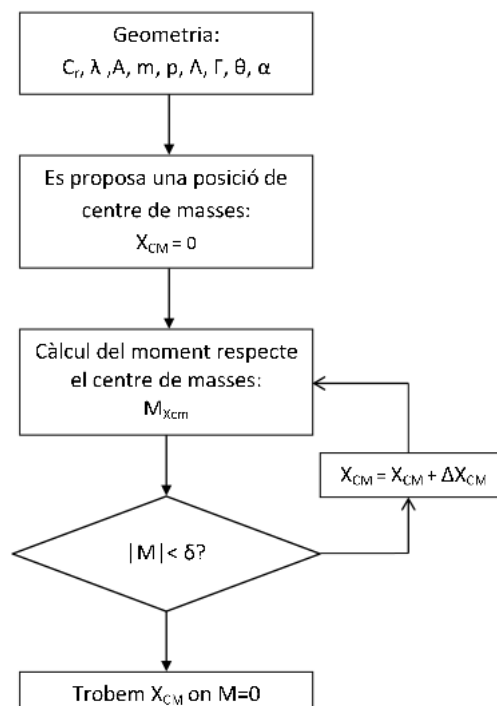 Geometria:
Cr, λ ,A, m, p, Λ, Γ, θ, α
Es proposa una posició de
centre de masses:
XCM = 0
Càlcul del moment respecte
el centre de masses:
MXcm
XCM = XCM + ΔXCM
|M|< δ?
Trobem XCM on M=0